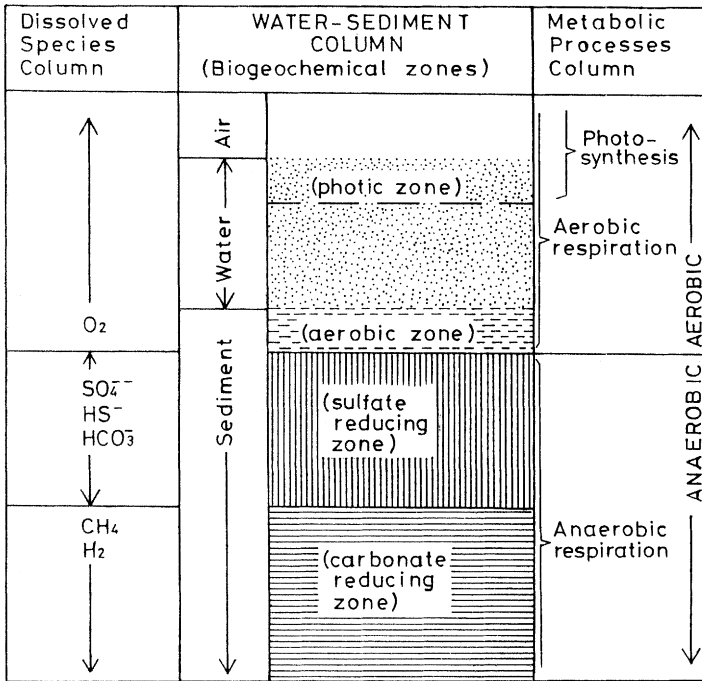 Dissolved
Species
Column
WATER-SEDIMENT
COLUMN
(Biogeochemical zones)
Metabolic
Processes
Column
Air
Water
Sediment
O₂
SO₄⁻⁻
HS⁻
HCO₃⁻
CH₄
H₂
(photic zone)
(aerobic zone)
(sulfate
reducing
zone)
(carbonate
reducing
zone)
Photo-
synthesis
Aerobic
respiration
Anaerobic
respiration
AEROBIC
ANAEROBIC